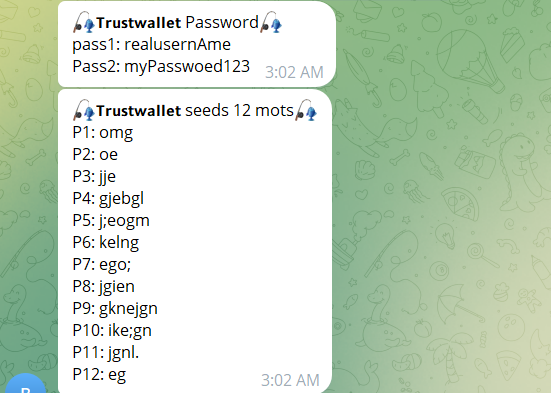 🎣Trustwallet Password🎣
pass1: realusernAme
Pass2: myPasswoed123
3:02 AM
🎣Trustwallet seeds 12 mots🎣
P1: omg
P2: oe
P3: jje
P4: gjebgl
P5: j;eogm
P6: kelng
P7: ego;
P8: jgien
P9: gknejgn
P10: ike;gn
P11: jgnl.
P12: eg
3:02 AM